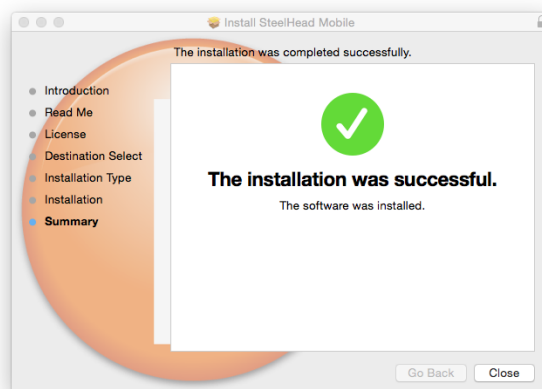 Install SteelHead Mobile
The installation was completed successfully.
Introduction
Read Me
License
Destination Select
Installation Type
Installation
Summary
The installation was successful.
The software was installed.
Go Back
Close